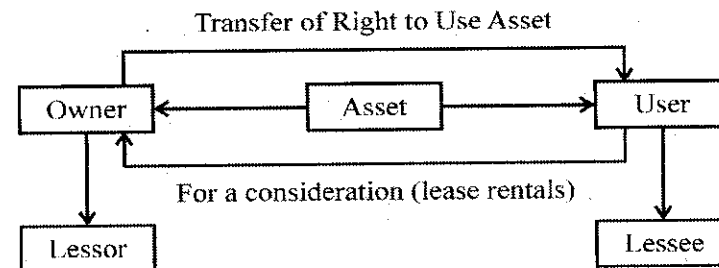 Transfer of Right to Use Asset
Owner
Asset
User
For a consideration (lease rentals)
Lessor
Lessee